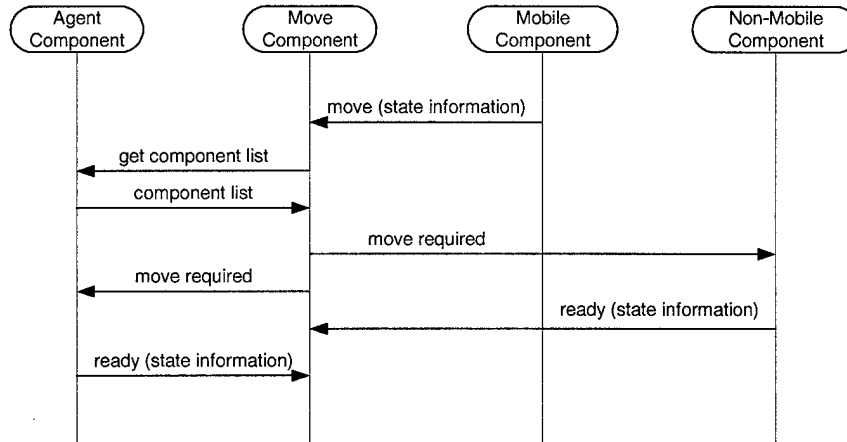 Agent
Component
Move
Component
Mobile
Component
Non-Mobile
Component
move (state information)
get component list
component list
move required
move required
ready (state information)
ready (state information)